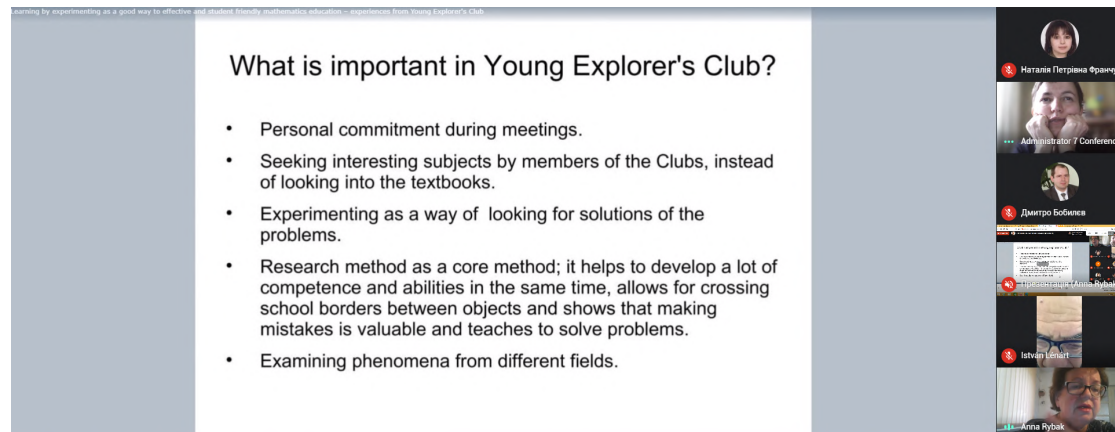 Learning by experimenting as a good way to effective and student friendly mathematics education – experiences from Young Explorer's Club
What is important in Young Explorer's Club?
• Personal commitment during meetings.
• Seeking interesting subjects by members of the Clubs, instead
of looking into the textbooks.
• Experimenting as a way of looking for solutions of the
problems.
• Research method as a core method; it helps to develop a lot of
competence and abilities in the same time, allows for crossing
school borders between objects and shows that making
mistakes is valuable and teaches to solve problems.
• Examining phenomena from different fields.
Наталія Петрівна
Administrator 7 Conferenc
Дмитро Бобилєв
Презентація (Anna Rybak
István Lénárt
Anna Rybak